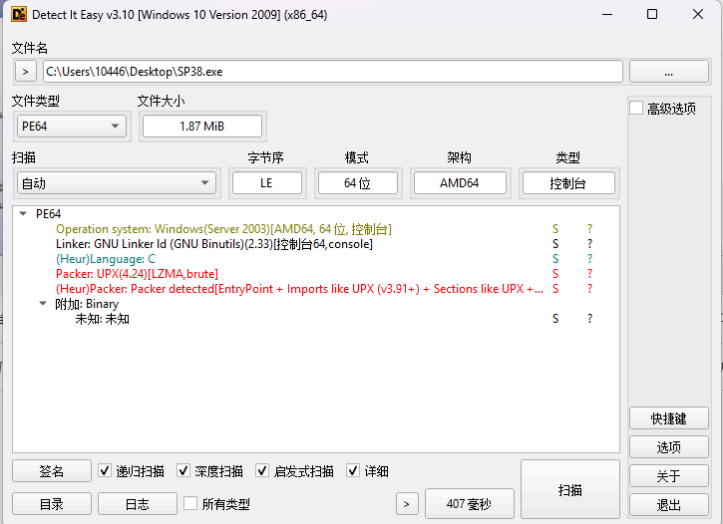 Detect It Easy v3.10 [Windows 10 Version 2009] (x86_64)
文件名
> C:\Users\10446\Desktop\SP38.exe ...
文件类型 文件大小
PE64 1.87 MiB
高级选项
扫描 字节序 模式 架构 类型
自动 LE 64 位 AMD64 控制台
PE64
Operation system: Windows(Server 2003)[AMD64, 64 位, 控制台] S ?
Linker: GNU Linker ld (GNU Binutils)(2.33)[控制台64,console] S ?
(Heur)Language: C S ?
Packer: UPX(4.24)[LZMA,brute] S ?
(Heur)Packer: Packer detected[EntryPoint + Imports like UPX (v3.91+) + Sections like UPX +... S ?
附加: Binary
未知: 未知 S ?
快捷键
选项
签名 递归扫描 深度扫描 启发式扫描 详细 扫描 关于
目录 日志 所有类型 > 407 毫秒 退出